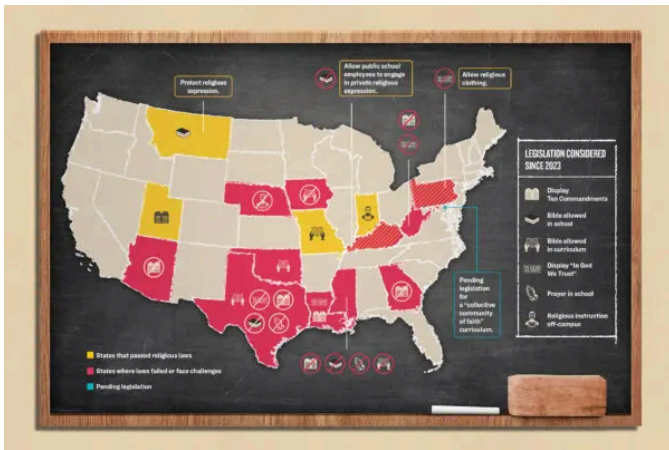 Protect religious
expression.
Allow public school
employees to engage
in private religious
expression.
Allow religious
clothing.
LEGISLATION CONSIDERED
SINCE 2023
Display
Ten Commandments
Bible allowed
in school
Bible allowed
in curriculum
Display "In God
We Trust"
Prayer in school
Religious instruction
off-campus
Pending
legislation
for a
"collective
community
of faith"
curriculum.
States that passed religious laws
States where laws failed or face challenges
Pending legislation